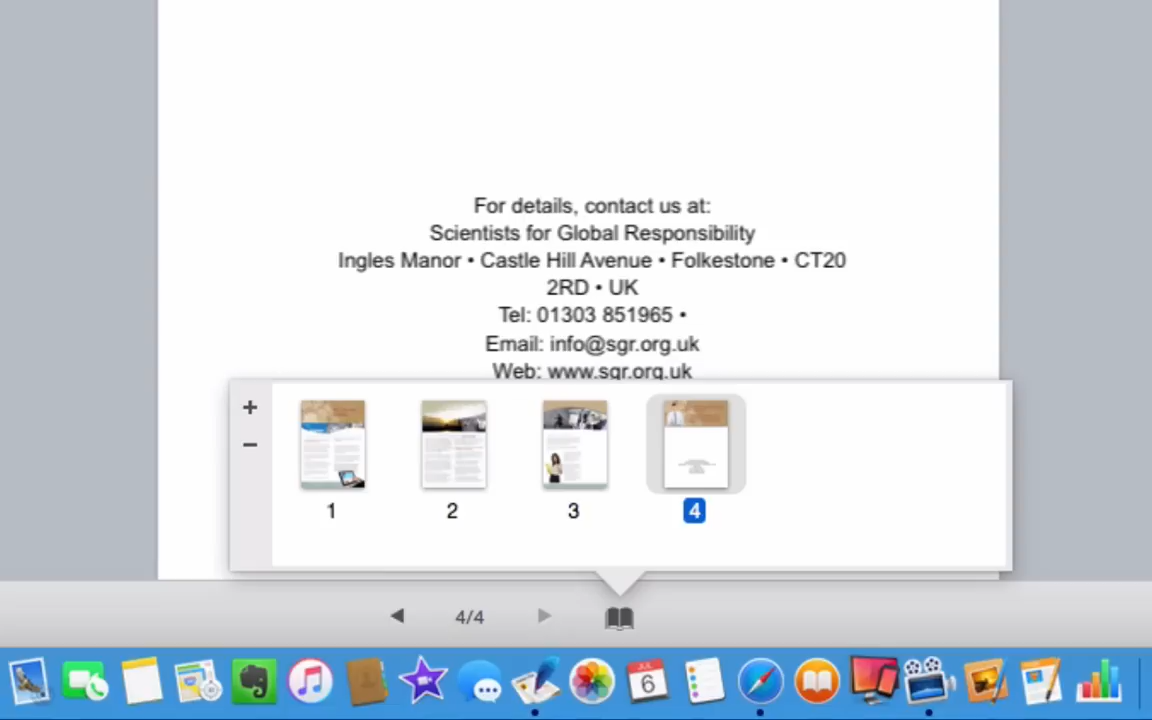 For details, contact us at:
Scientists for Global Responsibility
Ingles Manor • Castle Hill Avenue • Folkestone • CT20
2RD • UK
Tel: 01303 851965 •
Email: info@sgr.org.uk
Web: www.sgr.org.uk
+
−
1 2 3 4
4/4
JUL
6